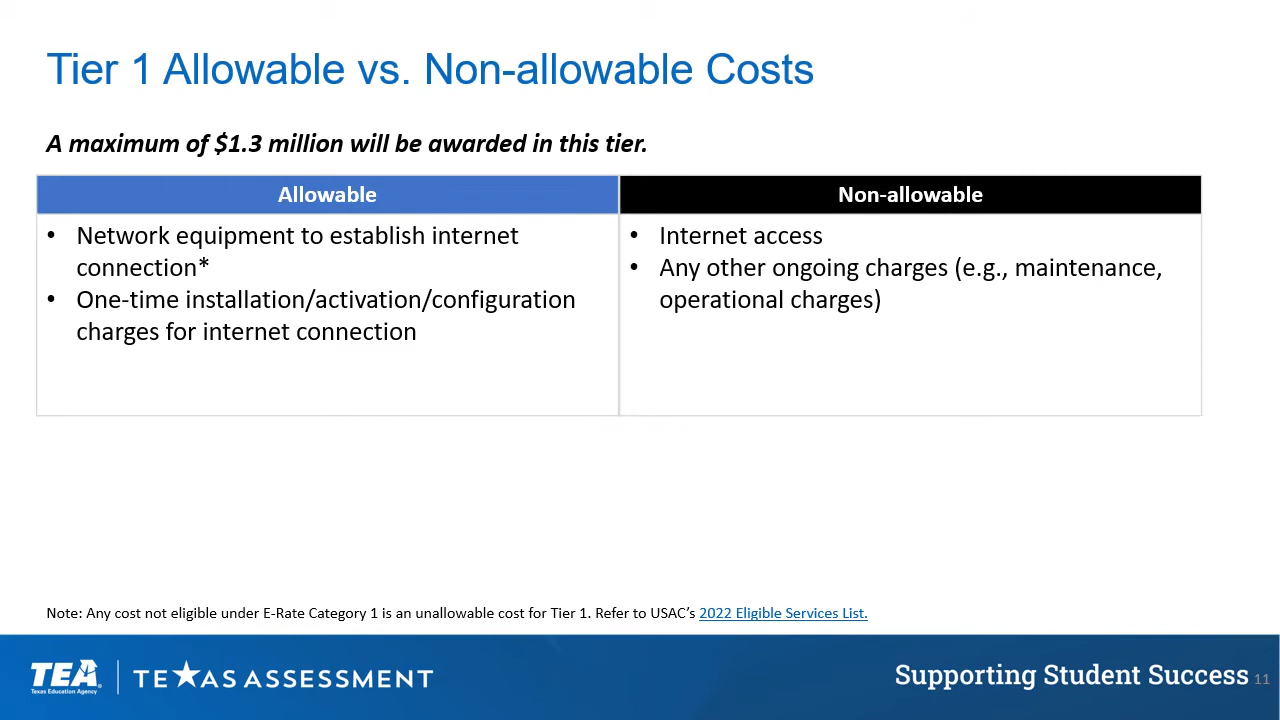 Tier 1 Allowable vs. Non-allowable Costs
A maximum of $1.3 million will be awarded in this tier.
Allowable
• Network equipment to establish internet
connection*
• One-time installation/activation/configuration
charges for internet connection
Non-allowable
• Internet access
• Any other ongoing charges (e.g., maintenance,
operational charges)
Note: Any cost not eligible under E-Rate Category 1 is an unallowable cost for Tier 1. Refer to USAC’s 2022 Eligible Services List.
TEA
Texas Education Agency
TEXAS ASSESSMENT
Supporting Student Success
11